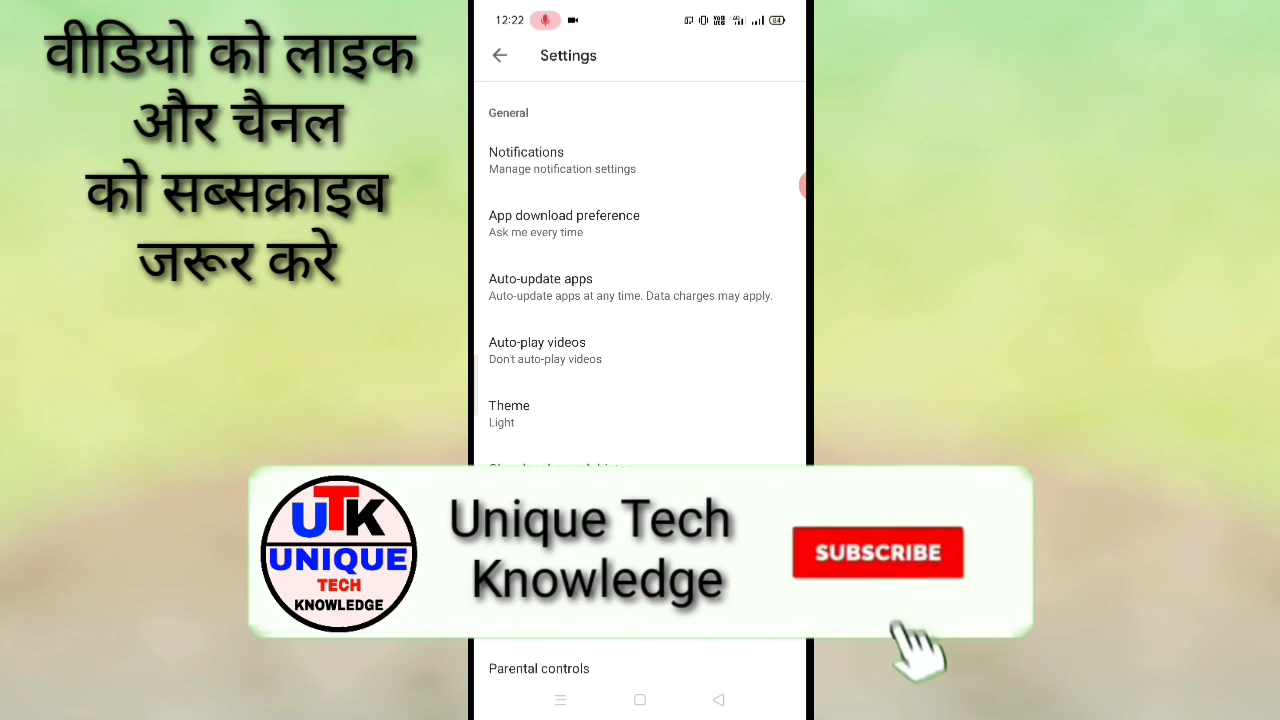 वीडियो को लाइक
और चैनल
को सब्सक्राइब
जरूर करे
12:22
84
Settings
General
Notifications
Manage notification settings
App download preference
Ask me every time
Auto-update apps
Auto-update apps at any time. Data charges may apply.
Auto-play videos
Don't auto-play videos
Theme
Light
UTK
UNIQUE
TECH
KNOWLEDGE
Unique Tech
Knowledge
SUBSCRIBE
Parental controls